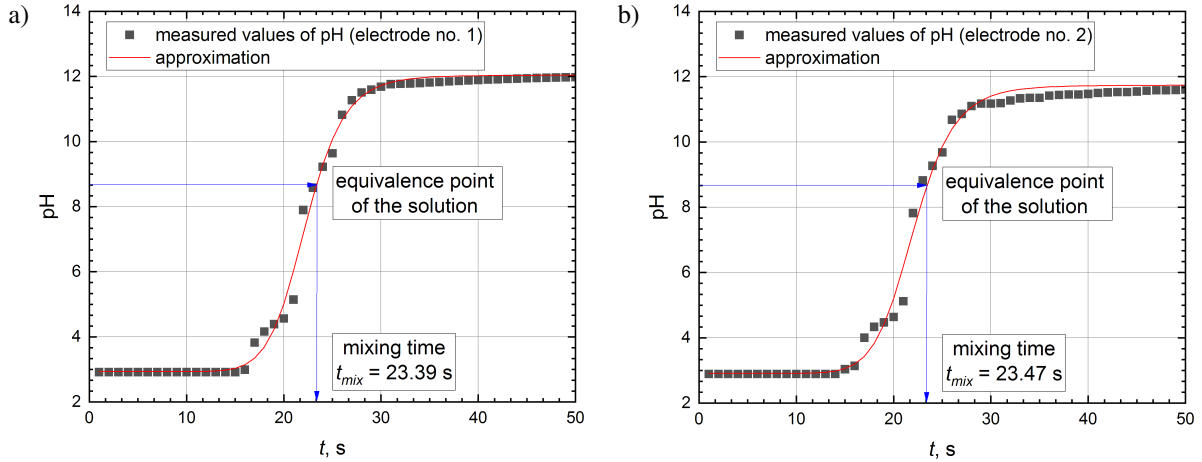 a)
14
12
10
8
6
4
2
pH
measured values of pH (electrode no. 1)
approximation
equivalence point
of the solution
mixing time
tmix = 23.39 s
0 10 20 30 40 50
t, s
b)
14
12
10
8
6
4
2
pH
measured values of pH (electrode no. 2)
approximation
equivalence point
of the solution
mixing time
tmix = 23.47 s
0 10 20 30 40 50
t, s